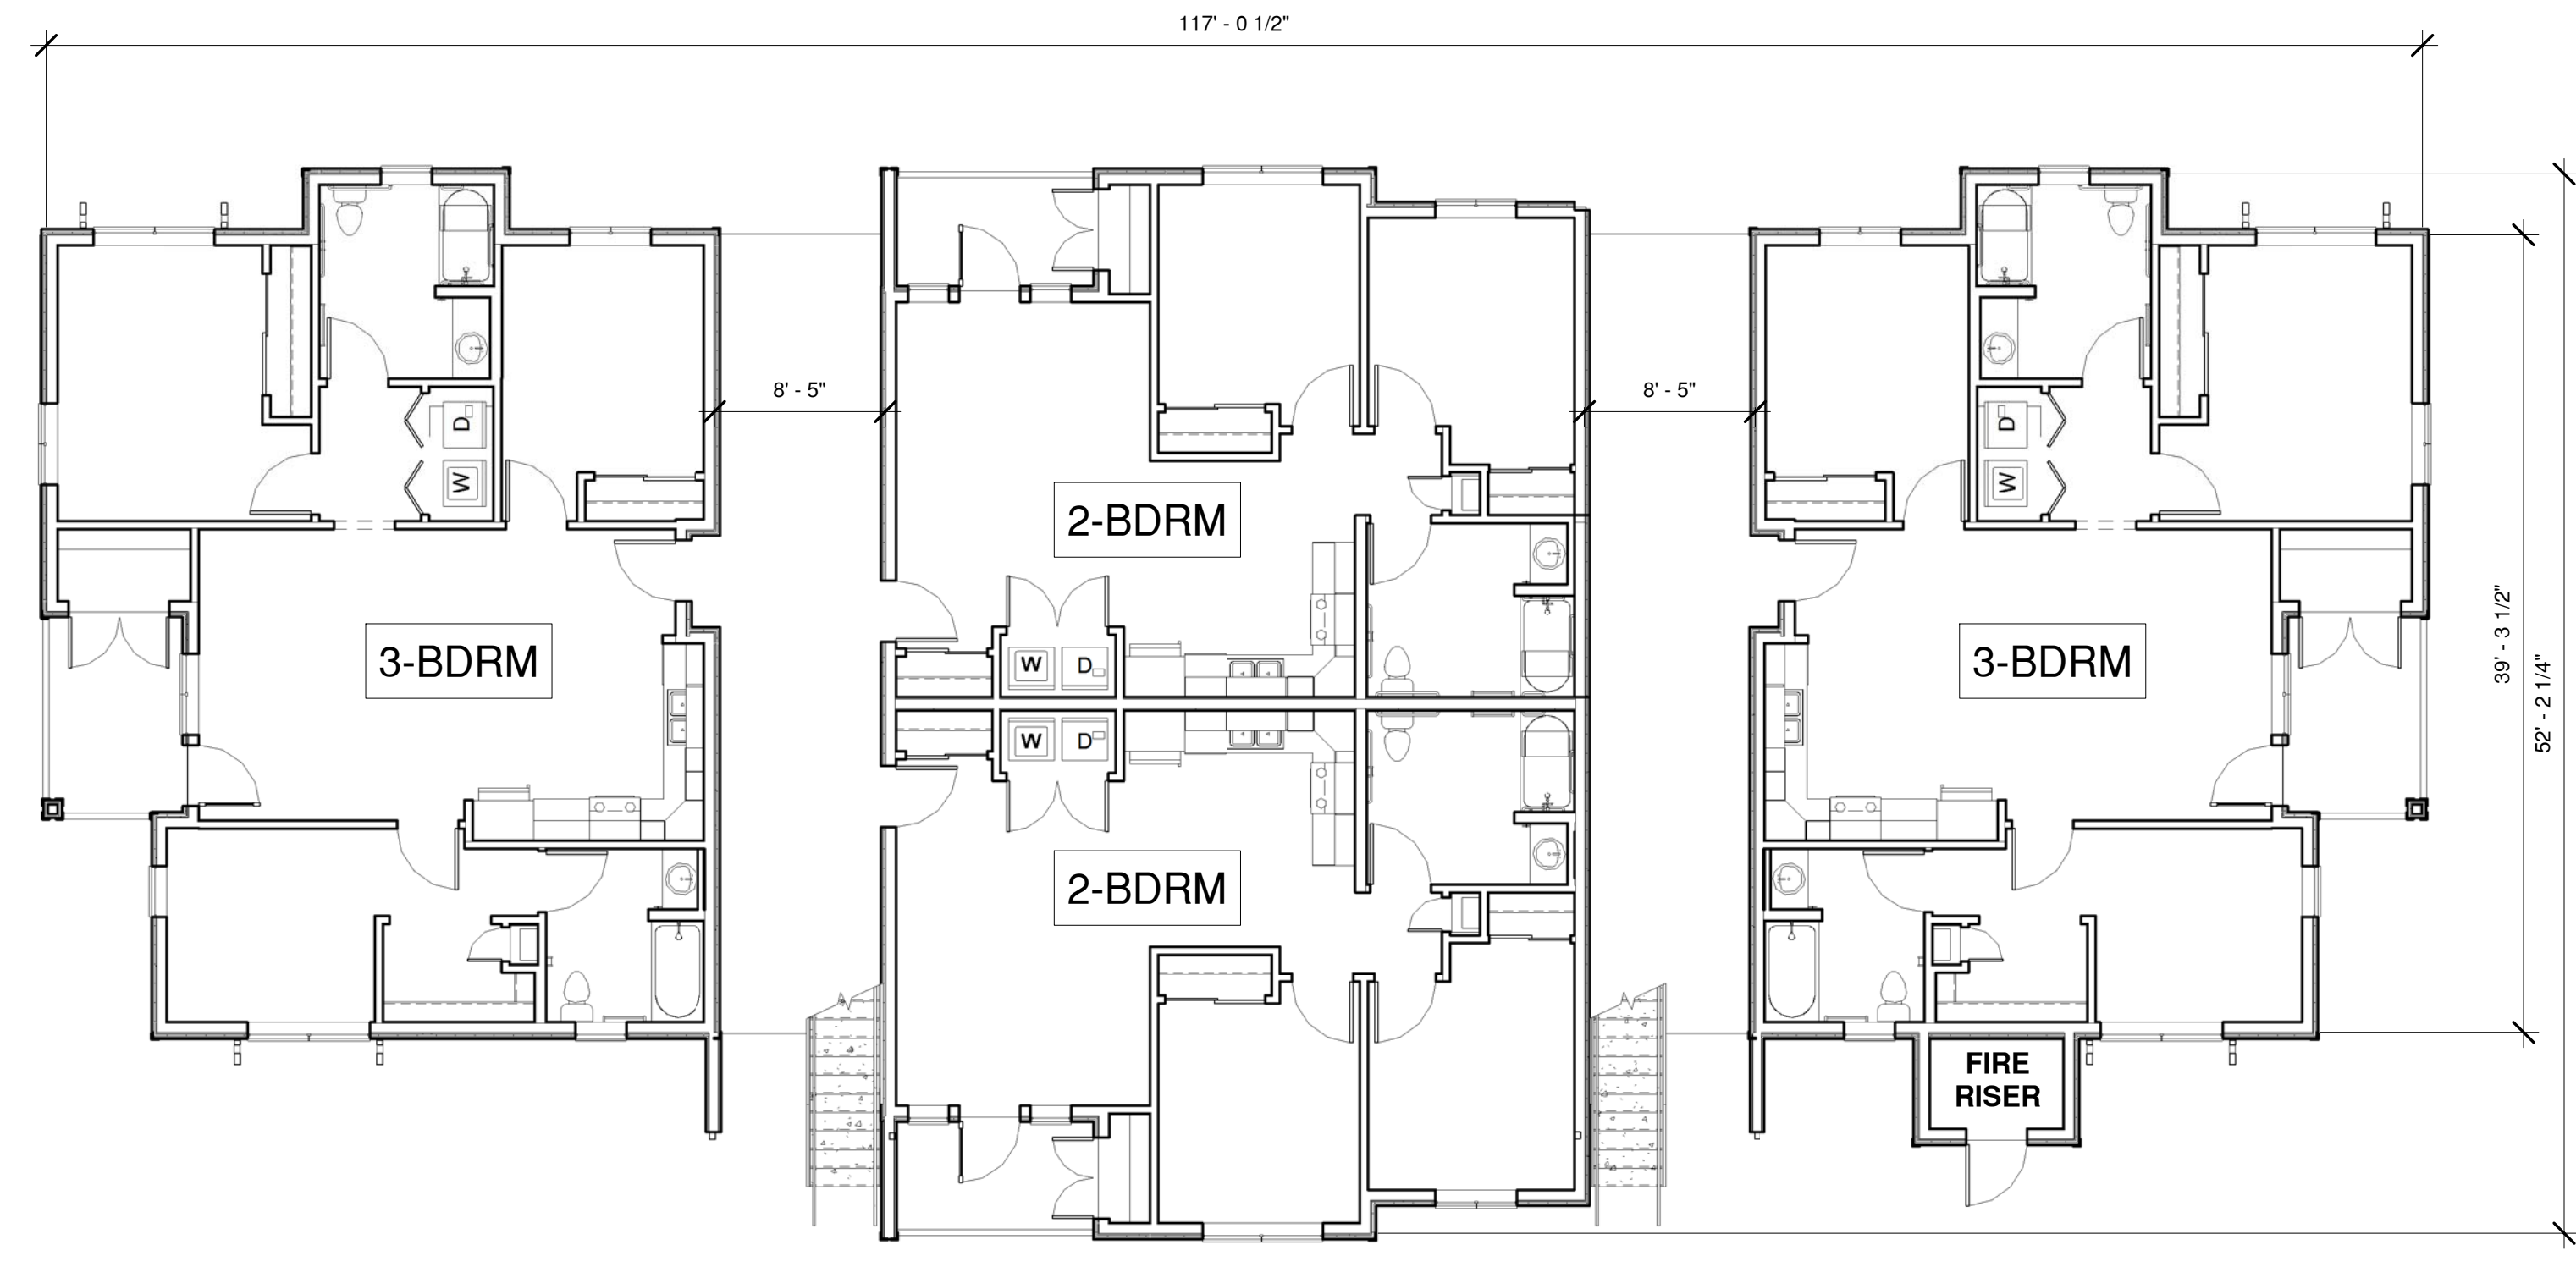 117' - 0 1/2"
8' - 5"
8' - 5"
D
W
D
W
2-BDRM
3-BDRM
W
D
3-BDRM
39' - 3 1/2"
52' - 2 1/4"
W
D
2-BDRM
FIRE
RISER